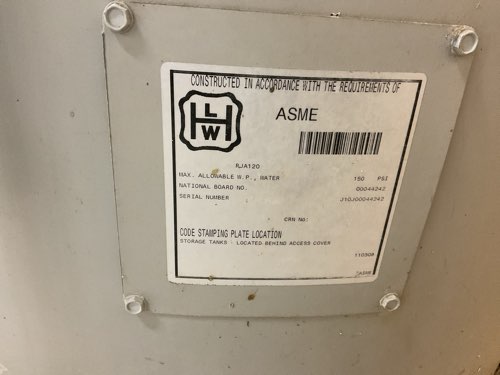 CONSTRUCTED IN ACCORDANCE WITH THE REQUIREMENTS OF
HLW
ASME
RJA120
MAX. ALLOWABLE W.P., WATER 150 PSI
NATIONAL BOARD NO. 00044242
SERIAL NUMBER J10J00044242
CRN No:
CODE STAMPING PLATE LOCATION
STORAGE TANKS - LOCATED BEHIND ACCESS COVER